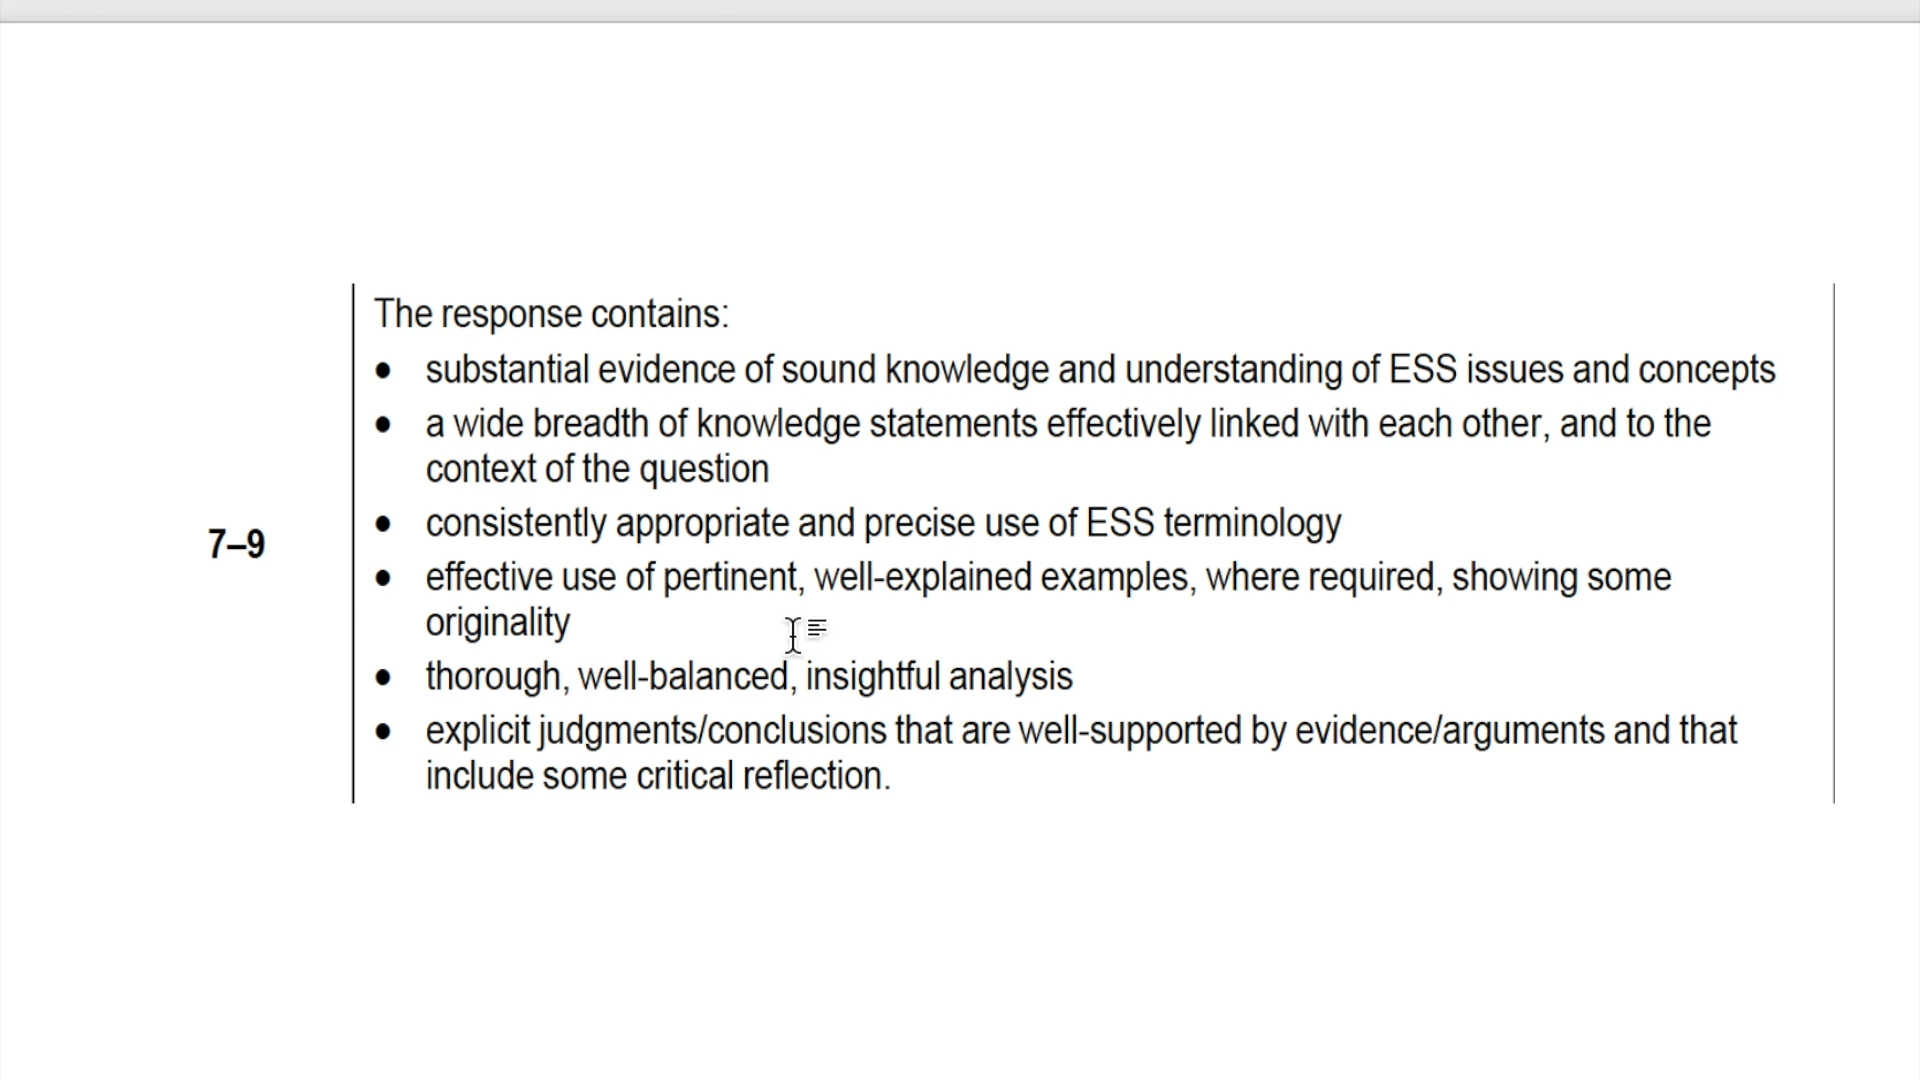 The response contains:
● substantial evidence of sound knowledge and understanding of ESS issues and concepts
● a wide breadth of knowledge statements effectively linked with each other, and to the
context of the question
● consistently appropriate and precise use of ESS terminology
7–9
● effective use of pertinent, well-explained examples, where required, showing some
originality
● thorough, well-balanced, insightful analysis
● explicit judgments/conclusions that are well-supported by evidence/arguments and that
include some critical reflection.